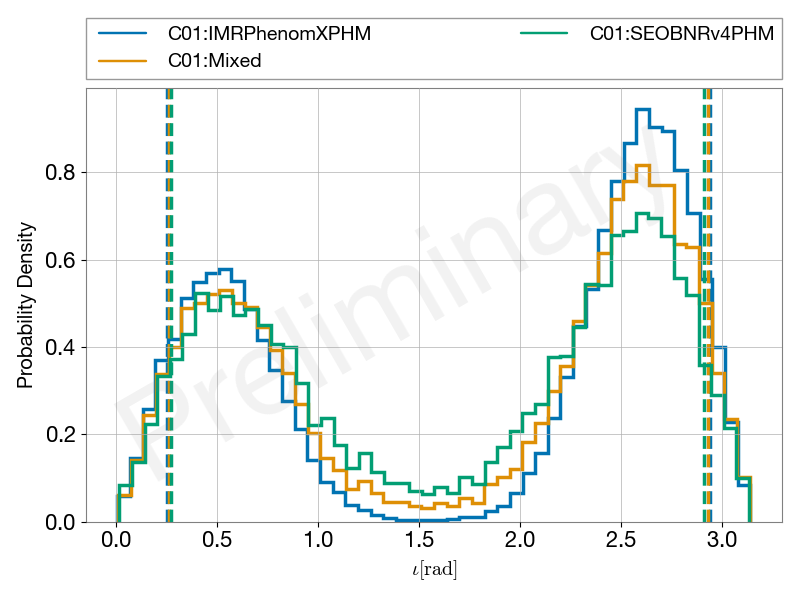 C01:IMRPhenomXPHM
C01:SEOBNRv4PHM
C01:Mixed
Preliminary
Probability Density
0.8
0.6
0.4
0.2
0.0
0.0 0.5 1.0 1.5 2.0 2.5 3.0
ι[rad]